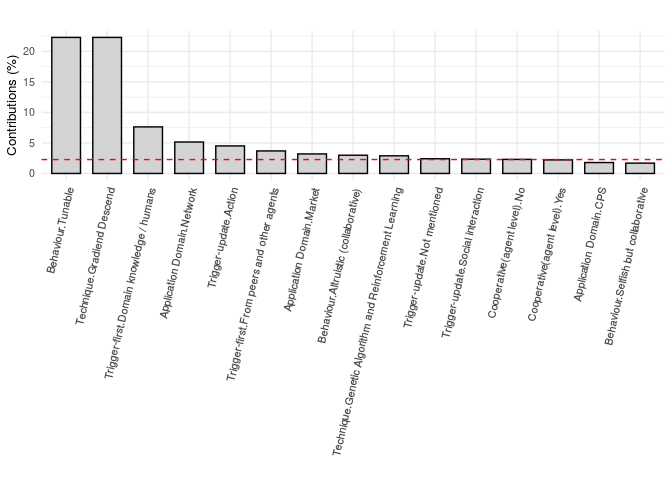 Contributions (%)
20
15
10
5
0
Behaviour.Tunable
Technique.Gradiend Descend
Trigger-first.Domain knowledge / humans
Application Domain.Network
Trigger-update.Action
Trigger-first.From peers and other agents
Application Domain.Market
Behaviour.Altruistic (collaborative)
Technique.Genetic Algorithm and Reinforcement Learning
Trigger-update.Not mentioned
Trigger-update.Social interaction
Cooperative(agent level).No
Cooperative(agent level).Yes
Application Domain.CPS
Behaviour.Selfish but collaborative